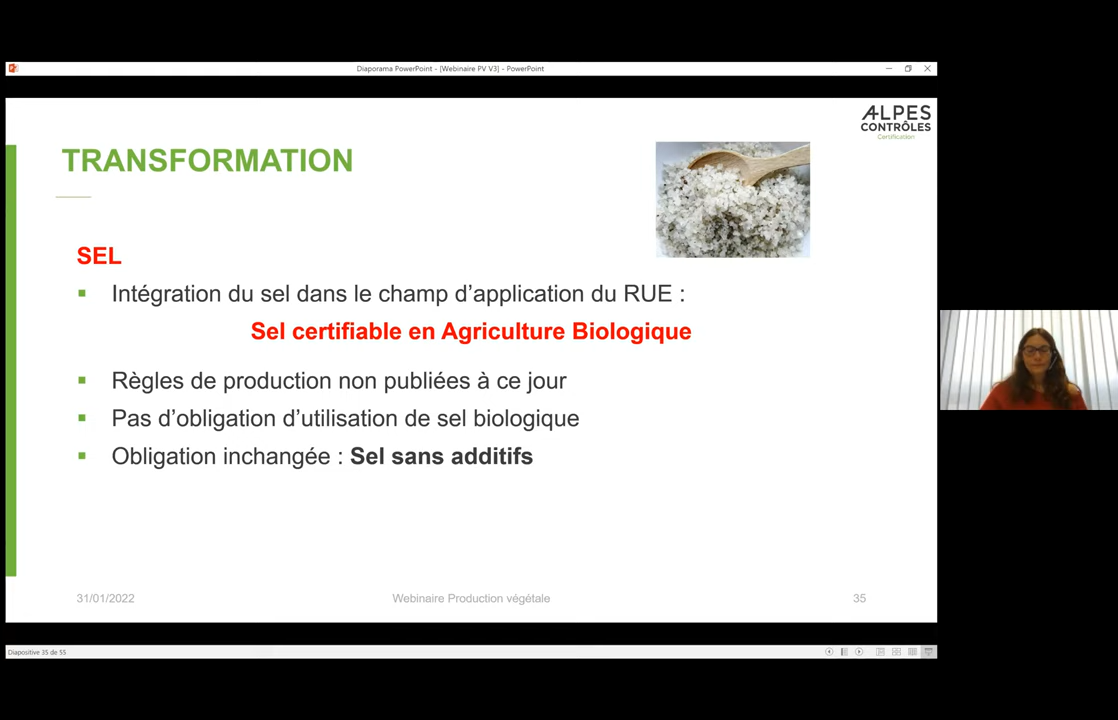 Diaporama PowerPoint - [Webinaire PV V3] - PowerPoint
ALPES
CONTRÔLES
Certification
TRANSFORMATION
SEL
Intégration du sel dans le champ d’application du RUE :
Sel certifiable en Agriculture Biologique
Règles de production non publiées à ce jour
Pas d’obligation d’utilisation de sel biologique
Obligation inchangée : Sel sans additifs
31/01/2022 Webinaire Production végétale 35
Diapositive 35 de 55